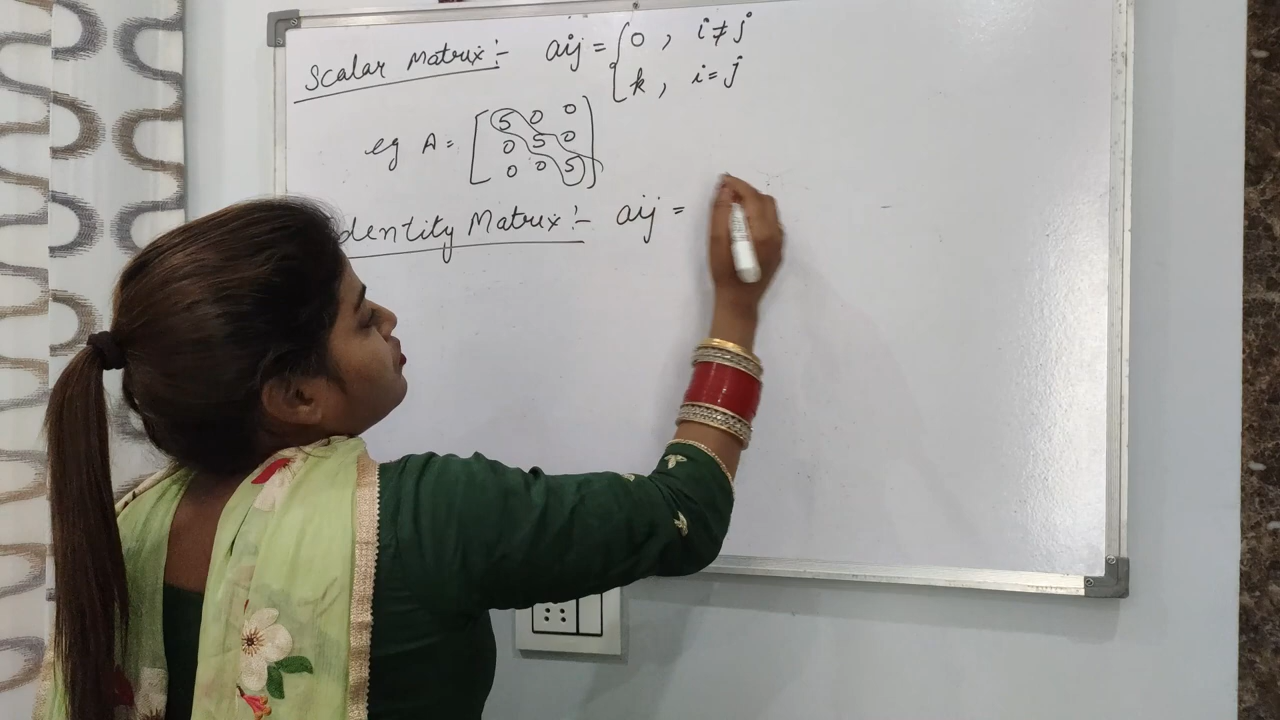 Scalar Matrix :- aij = { 0 , i ≠ j
k , i = j
eg A = [ 5 0 0
0 5 0
0 0 5 ]
dentity Matrix :- aij =